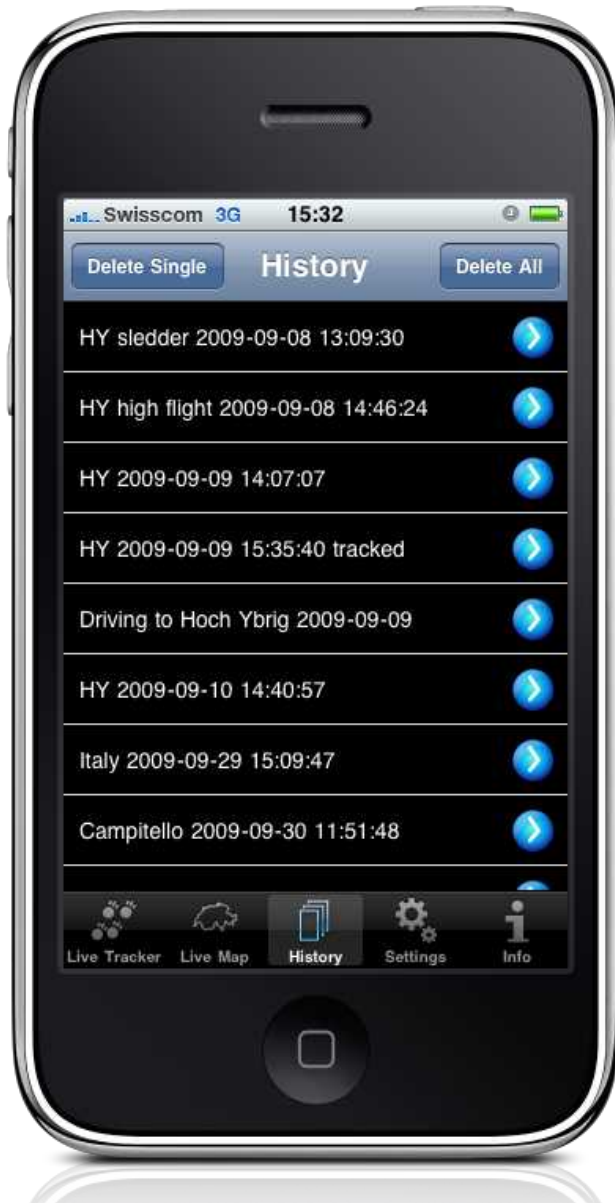 Swisscom 3G 15:32
Delete Single History Delete All
HY sledder 2009-09-08 13:09:30
HY high flight 2009-09-08 14:46:24
HY 2009-09-09 14:07:07
HY 2009-09-09 15:35:40 tracked
Driving to Hoch Ybrig 2009-09-09
HY 2009-09-10 14:40:57
Italy 2009-09-29 15:09:47
Campitello 2009-09-30 11:51:48
Live Tracker Live Map History Settings Info